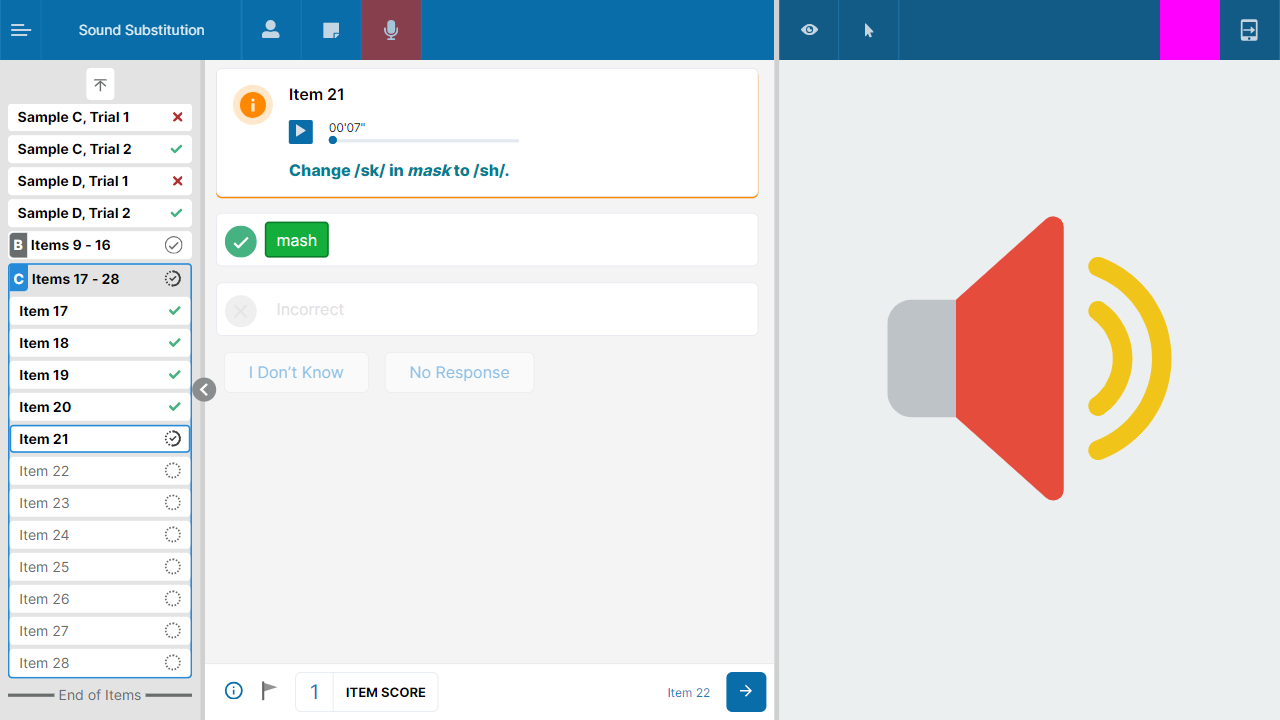 Sound Substitution
Sample C, Trial 1
Sample C, Trial 2
Sample D, Trial 1
Sample D, Trial 2
B Items 9 - 16
C Items 17 - 28
Item 17
Item 18
Item 19
Item 20
Item 21
Item 22
Item 23
Item 24
Item 25
Item 26
Item 27
Item 28
End of Items
Item 21
00'07"
Change /sk/ in mask to /sh/.
mash
Incorrect
I Don’t Know No Response
1 ITEM SCORE Item 22